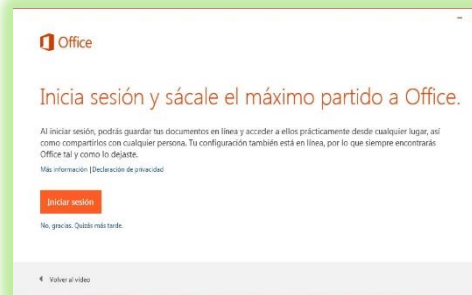 Office
Inicia sesión y sácale el máximo partido a Office.
Al iniciar sesión, podrás guardar tus documentos en línea y acceder a ellos prácticamente desde cualquier lugar, así
como compartirlos con cualquier persona. Tu configuración también está en línea, por lo que siempre encontrarás
Office tal y como lo dejaste.
Más información | Declaración de privacidad
Iniciar sesión
No, gracias. Quizás más tarde.
Volver al vídeo